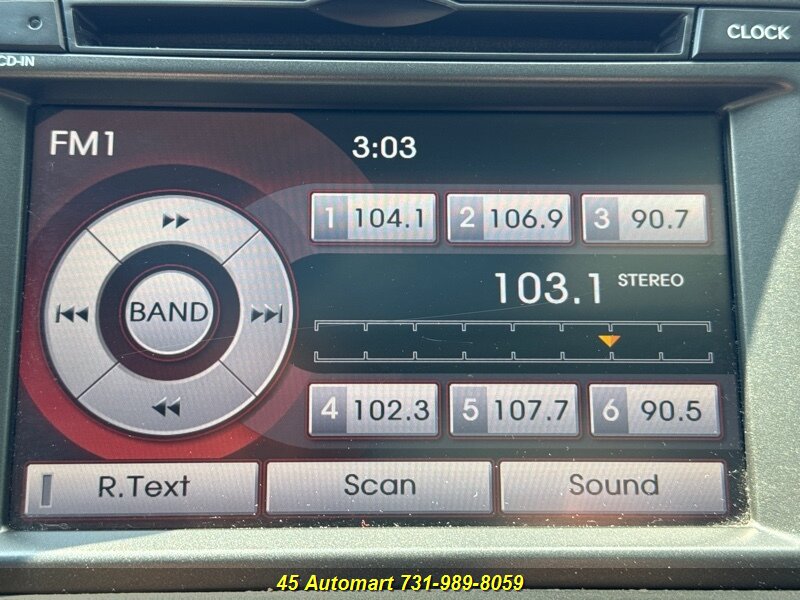 CLOCK
CD-IN
FM1 3:03
1 104.1 2 106.9 3 90.7
103.1 STEREO
BAND
4 102.3 5 107.7 6 90.5
R.Text Scan Sound
45 Automart 731-989-8059